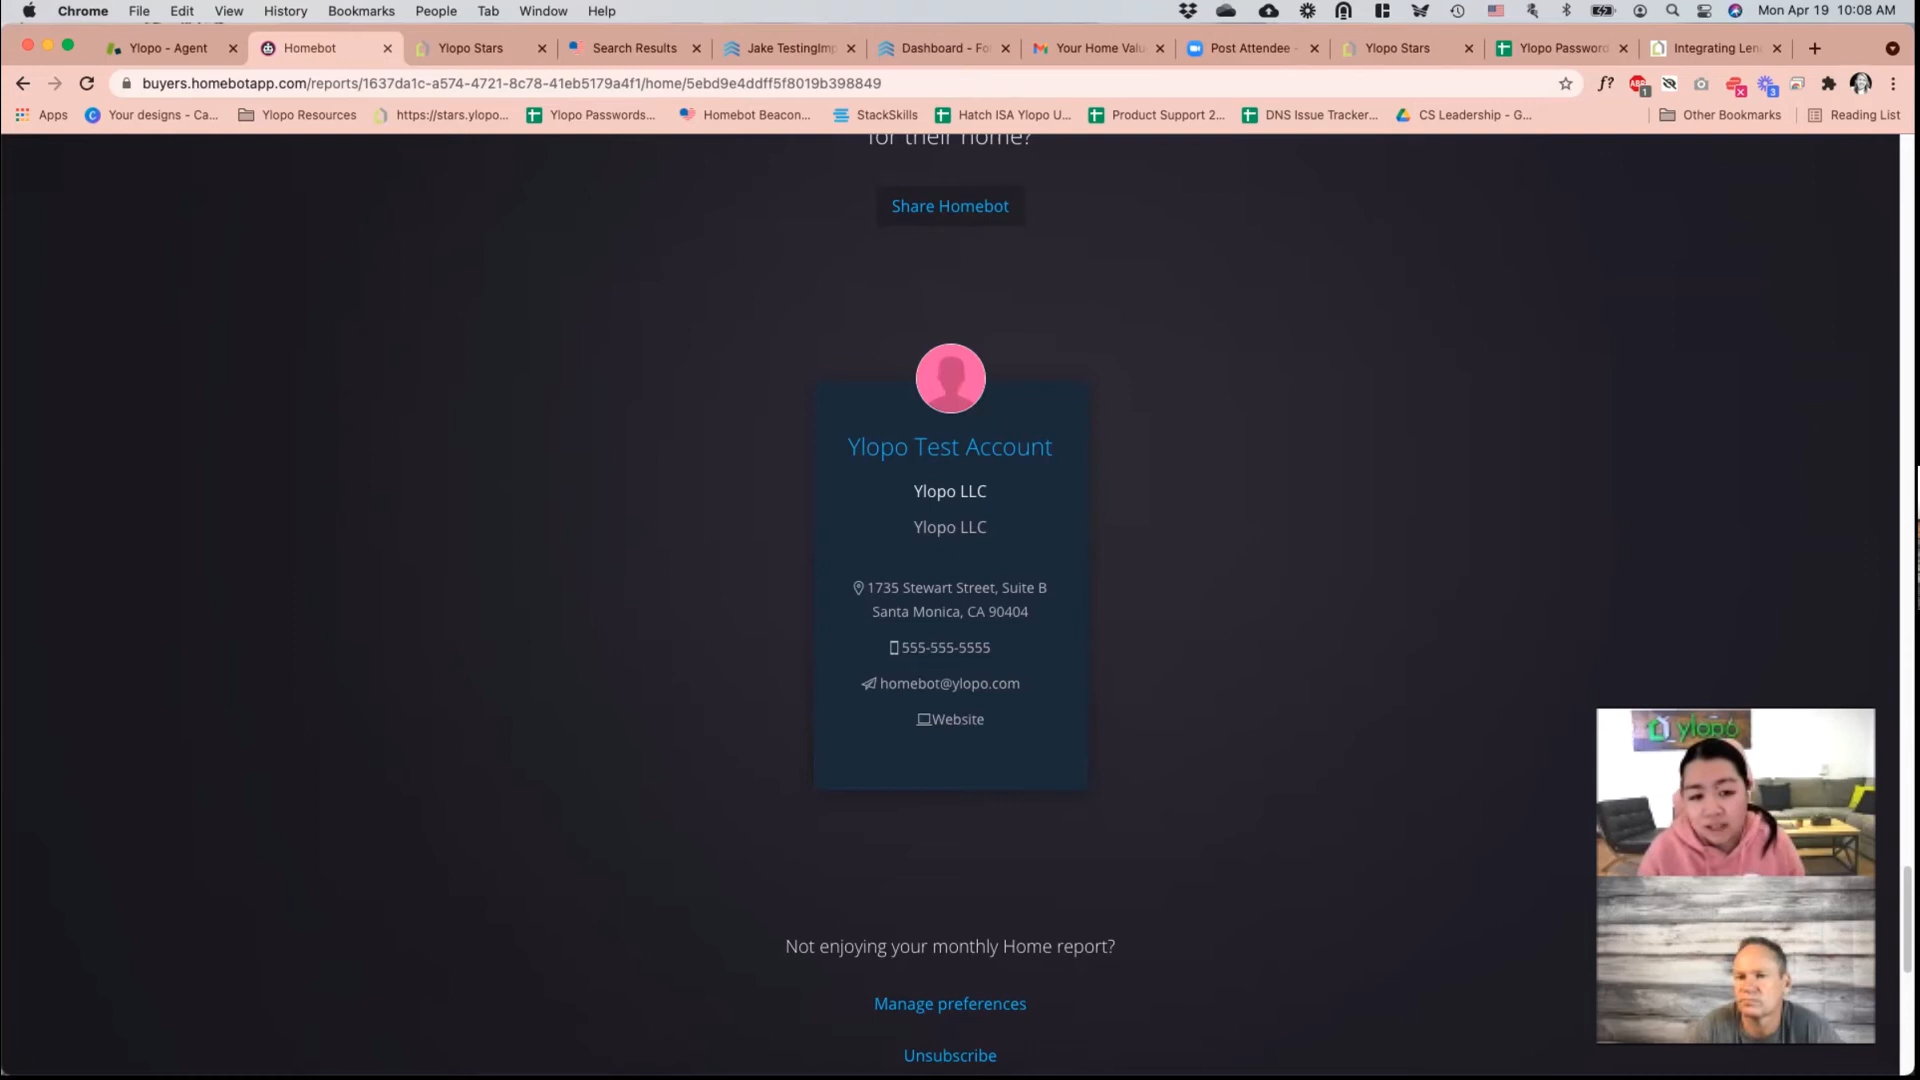 Chrome File Edit View History Bookmarks People Tab Window Help Mon Apr 19 10:08 AM
Ylopo - Agent Homebot Ylopo Stars Search Results Jake TestingImp Dashboard - Fo Your Home Valu Post Attendee - Ylopo Stars Ylopo Password Integrating Len
buyers.homebotapp.com/reports/1637da1c-a574-4721-8c78-41eb5179a4f1/home/5ebd9e4ddff5f8019b398849
Apps Your designs - Ca... Ylopo Resources https://stars.ylopo... Ylopo Passwords... Homebot Beacon... StackSkills Hatch ISA Ylopo U... Product Support 2... DNS Issue Tracker... CS Leadership - G... Other Bookmarks Reading List
for their home?
Share Homebot
Ylopo Test Account
Ylopo LLC
Ylopo LLC
1735 Stewart Street, Suite B
Santa Monica, CA 90404
555-555-5555
homebot@ylopo.com
Website
ylopo
Not enjoying your monthly Home report?
Manage preferences
Unsubscribe